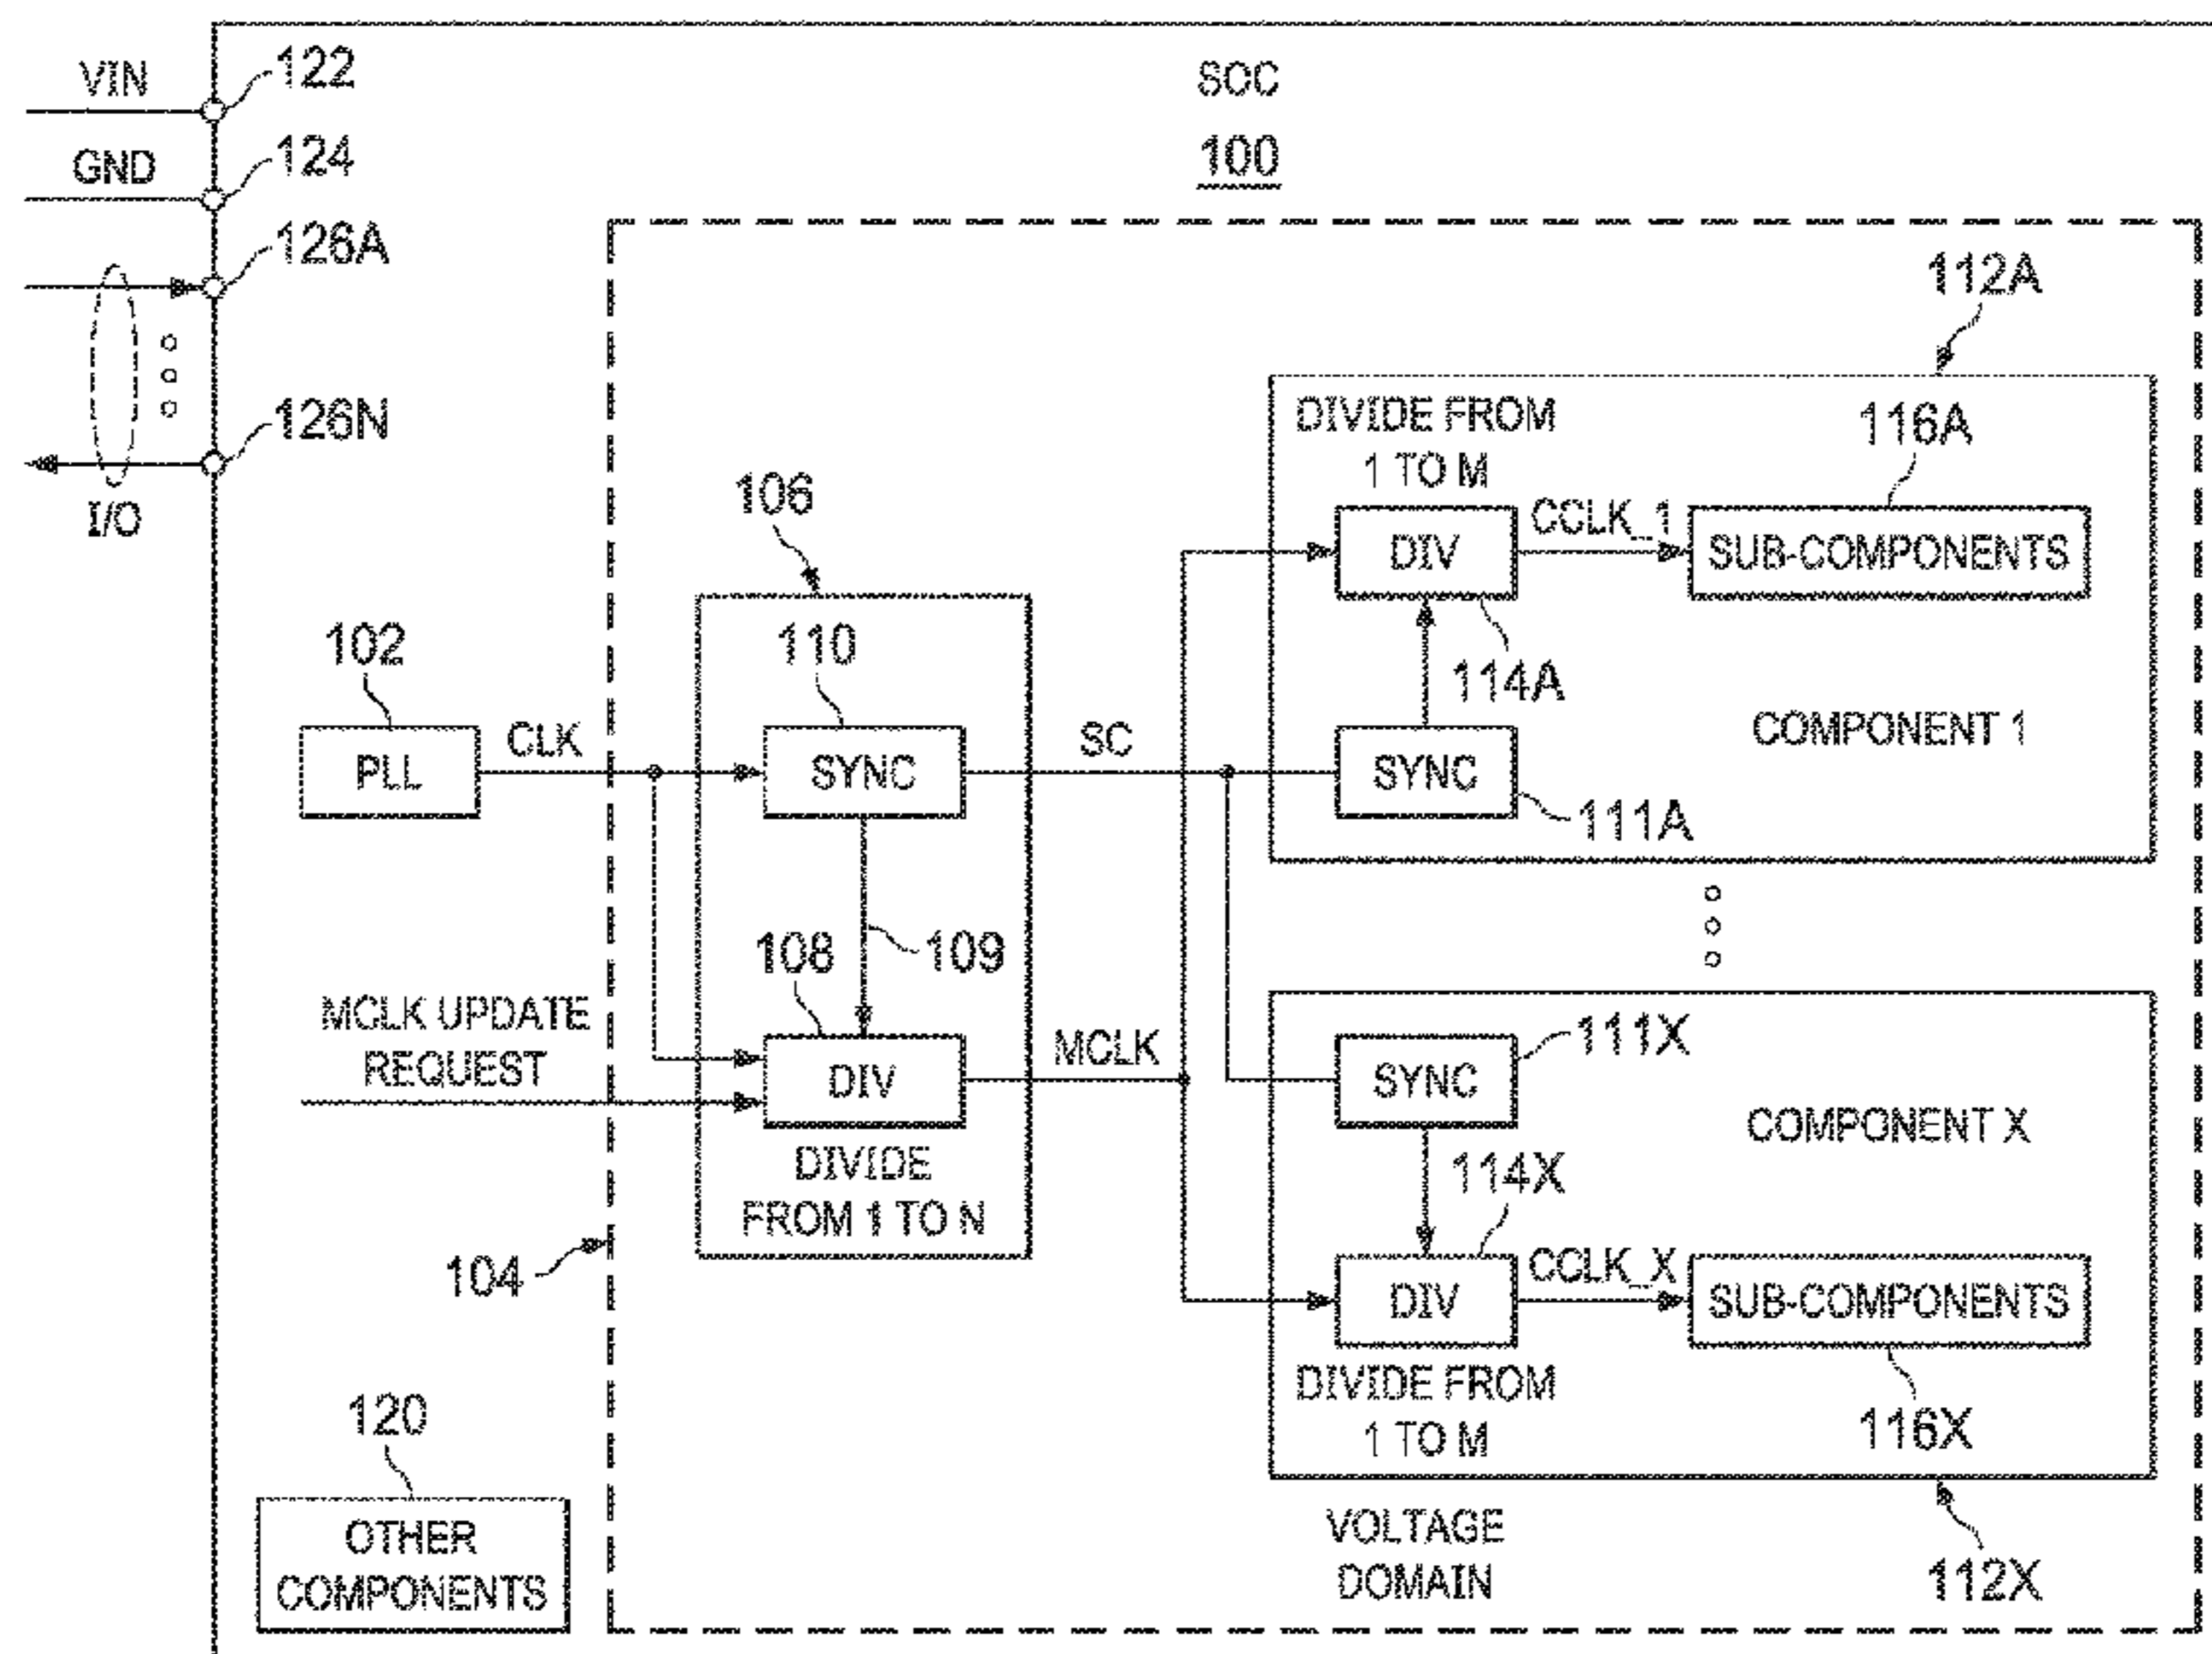 VIN
122
SOC
GND
124
100
126A
112A
126N
I/O
106
DIVIDE FROM
1 TO M
116A
DIV
CCLK_1
SUB-COMPONENTS
102
110
114A
PLL
CLK
SYNC
SC
SYNC
COMPONENT 1
111A
108
109
MCLK UPDATE
REQUEST
DIV
MCLK
DIVIDE
FROM 1 TO N
104
111X
SYNC
COMPONENT X
114X
DIV
CCLK_X
SUB-COMPONENTS
DIVIDE FROM
1 TO M
116X
120
OTHER
COMPONENTS
VOLTAGE
DOMAIN
112X